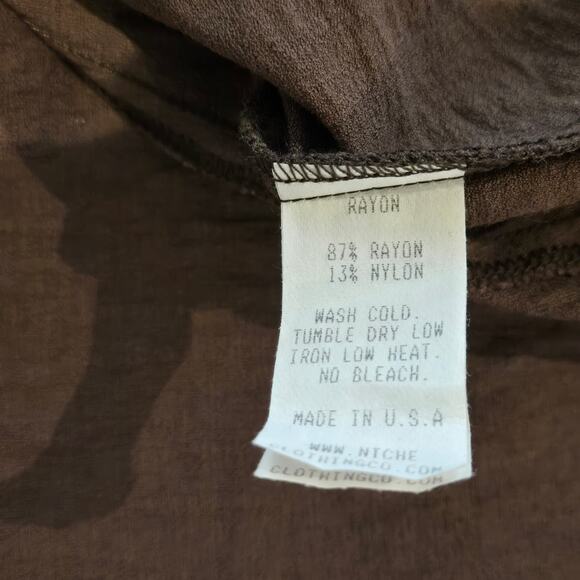 RAYON
87% RAYON
13% NYLON
WASH COLD.
TUMBLE DRY LOW
IRON LOW HEAT.
NO BLEACH.
MADE IN U.S.A
WWW.NICHE
CLOTHINGCO.COM
CLOTHINGCO.COM